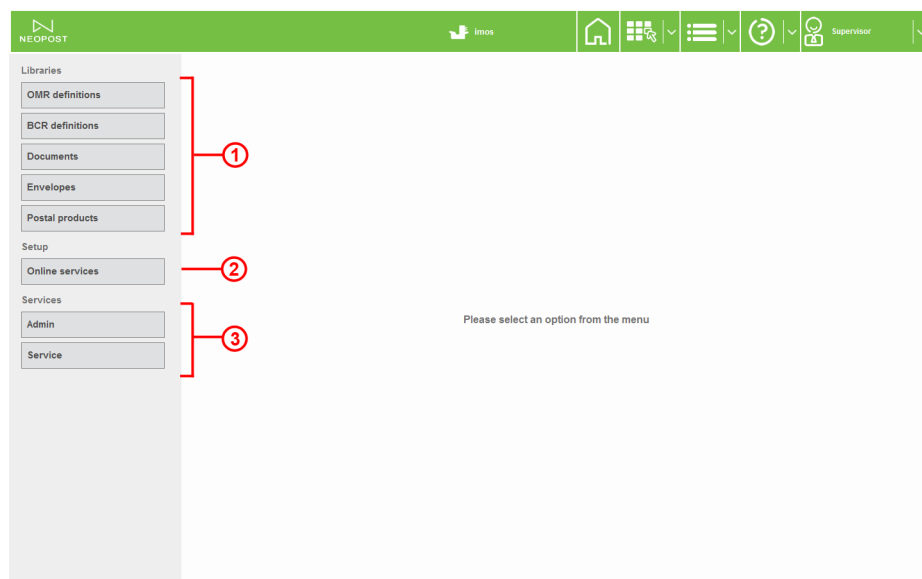 NEOPOST
imos
Supervisor
Libraries
OMR definitions
BCR definitions
Documents
1
Envelopes
Postal products
Setup
Online services
2
Services
Admin
Please select an option from the menu
3
Service